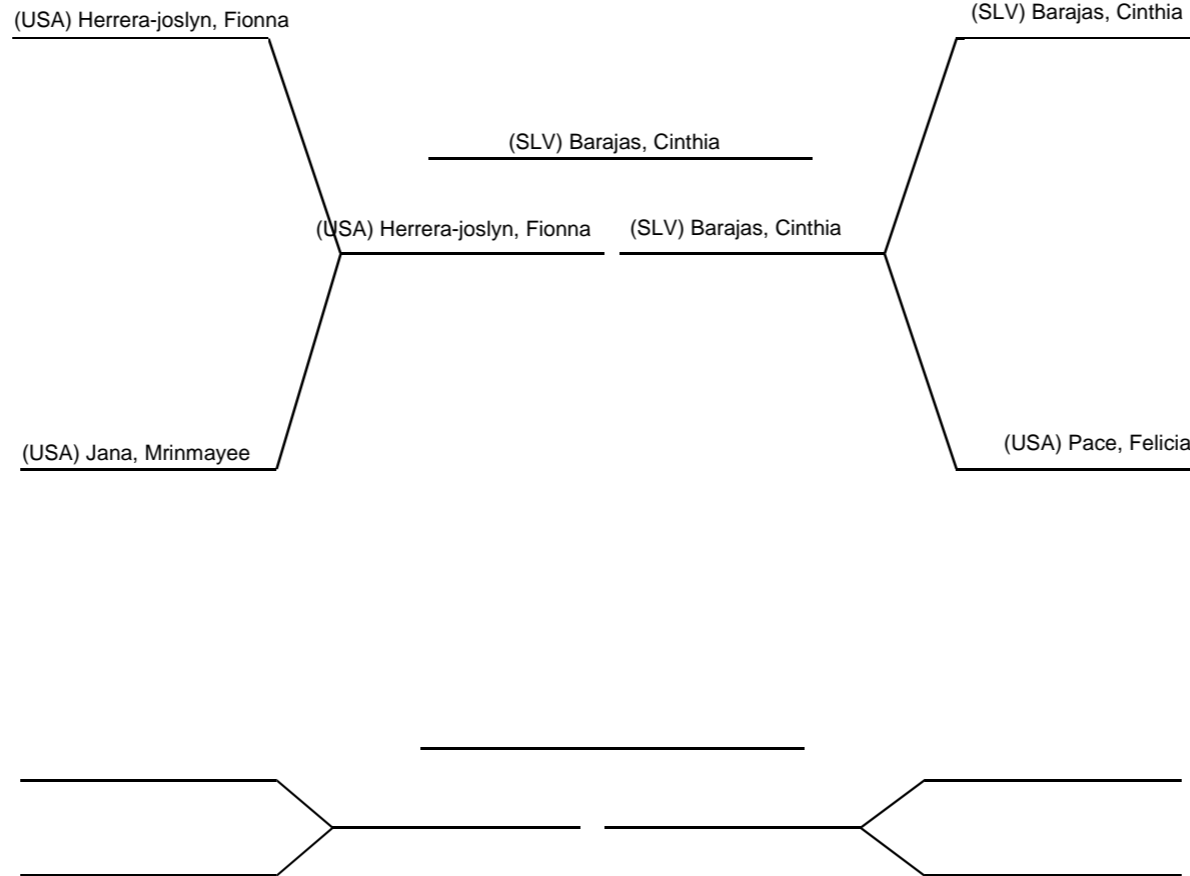 (USA) Herrera-joslyn, Fionna
(SLV) Barajas, Cinthia
(SLV) Barajas, Cinthia
(USA) Herrera-joslyn, Fionna
(SLV) Barajas, Cinthia
(USA) Jana, Mrinmayee
(USA) Pace, Felicia